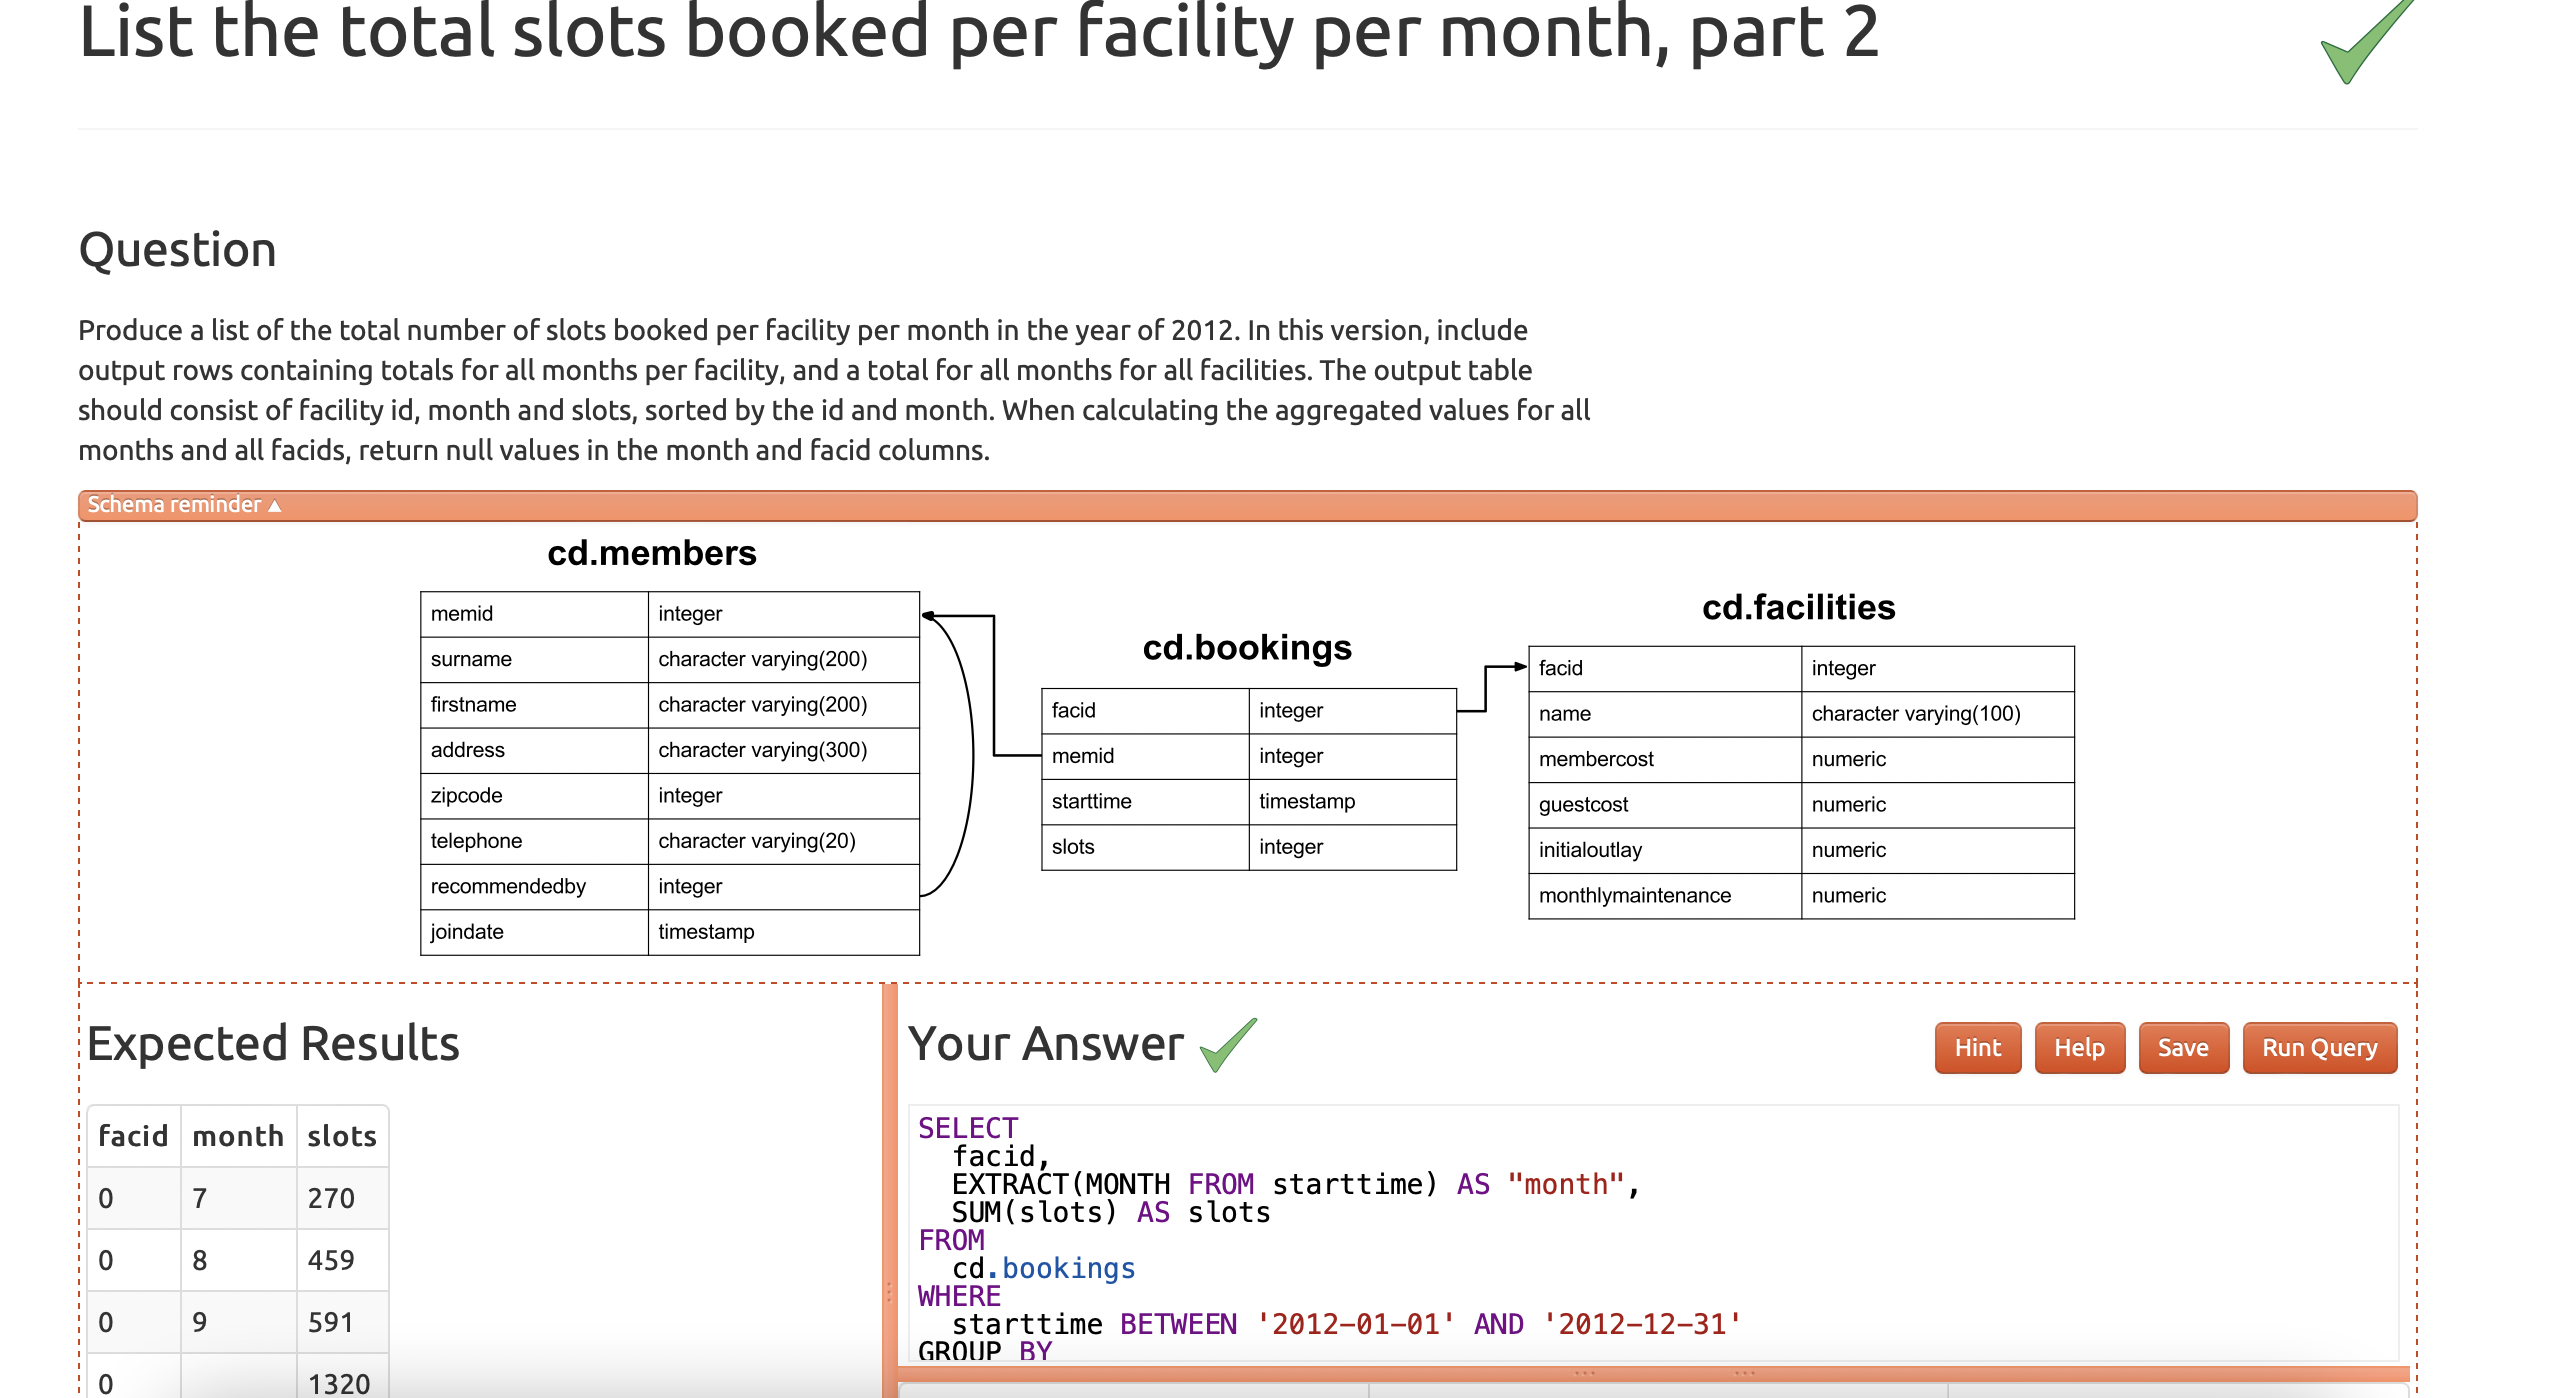 List the total slots booked per facility per month, part 2
Question
Produce a list of the total number of slots booked per facility per month in the year of 2012. In this version, include
output rows containing totals for all months per facility, and a total for all months for all facilities. The output table
should consist of facility id, month and slots, sorted by the id and month. When calculating the aggregated values for all
months and all facids, return null values in the month and facid columns.
Schema reminder ▲
cd.members
memid integer
surname character varying(200)
firstname character varying(200)
address character varying(300)
zipcode integer
telephone character varying(20)
recommendedby integer
joindate timestamp
cd.bookings
facid integer
memid integer
starttime timestamp
slots integer
cd.facilities
facid integer
name character varying(100)
membercost numeric
guestcost numeric
initialoutlay numeric
monthlymaintenance numeric
Expected Results
facid month slots
0 7 270
0 8 459
0 9 591
0 1320
Your Answer
Hint Help Save Run Query
SELECT
facid,
EXTRACT(MONTH FROM starttime) AS "month",
SUM(slots) AS slots
FROM
cd.bookings
WHERE
starttime BETWEEN '2012-01-01' AND '2012-12-31'
GROUP BY